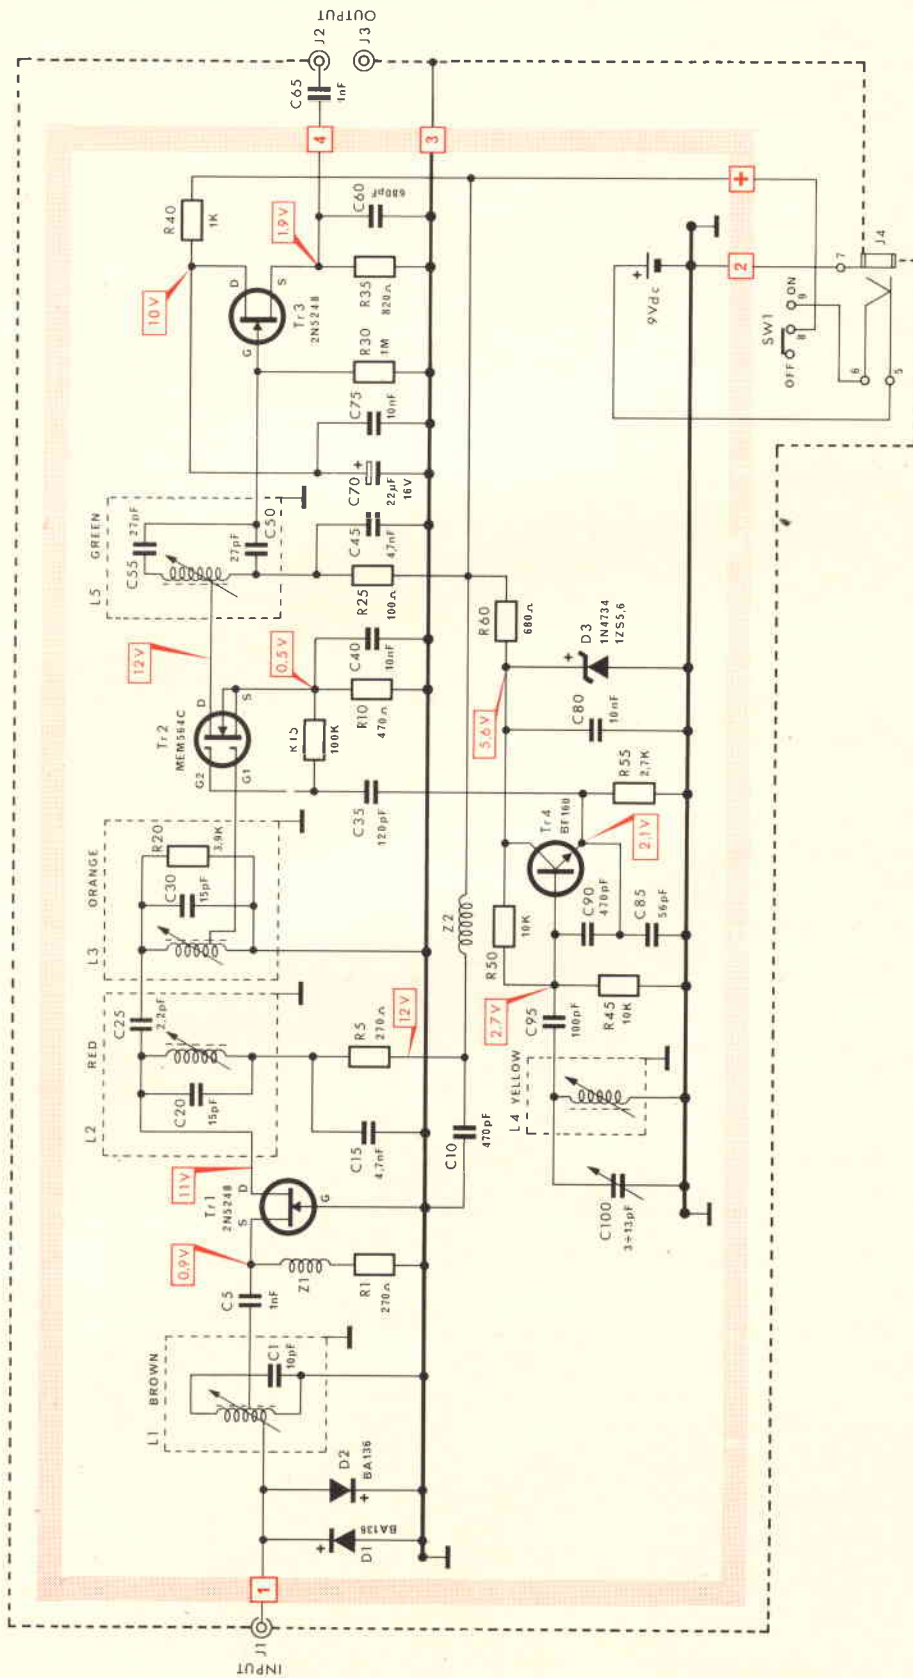 INPUT
J1
1
D1
BA136
D2
BA136
L1 BROWN
C1
10pF
C5
1nF
0.9V
Z1
R1
270Ω
Tr1
2N5248
S
D
G
11V
L2 RED
C20
15pF
C25
2,2pF
C15
4,7nF
R5
270Ω
12V
C10
470pF
Z2
L3 ORANGE
C30
15pF
R20
3,9K
Tr2
MEM564C
G2
G1
D
S
12V
0.5V
R15
100K
C35
120pF
R10
470Ω
C40
10nF
L5 GREEN
C55
27pF
27pF
C50
R25
100Ω
C45
4,7nF
C70
22µF
16V
C75
10nF
R30
1M
Tr3
2N5248
G
D
S
10V
R40
1K
1,9V
R35
820Ω
C60
680pF
4
3
C65
1nF
J2
J3
OUTPUT
C100
3÷13pF
L4 YELLOW
C95
100pF
2.7V
R45
10K
R50
10K
C90
470pF
C85
56pF
Tr4
BF160
2,1V
R55
2,7K
5,6V
C80
10nF
D3
1N4734
1ZS5,6
R60
680Ω
9Vdc
2
+
SW1
OFF
ON
8
9
6
5
7
J4